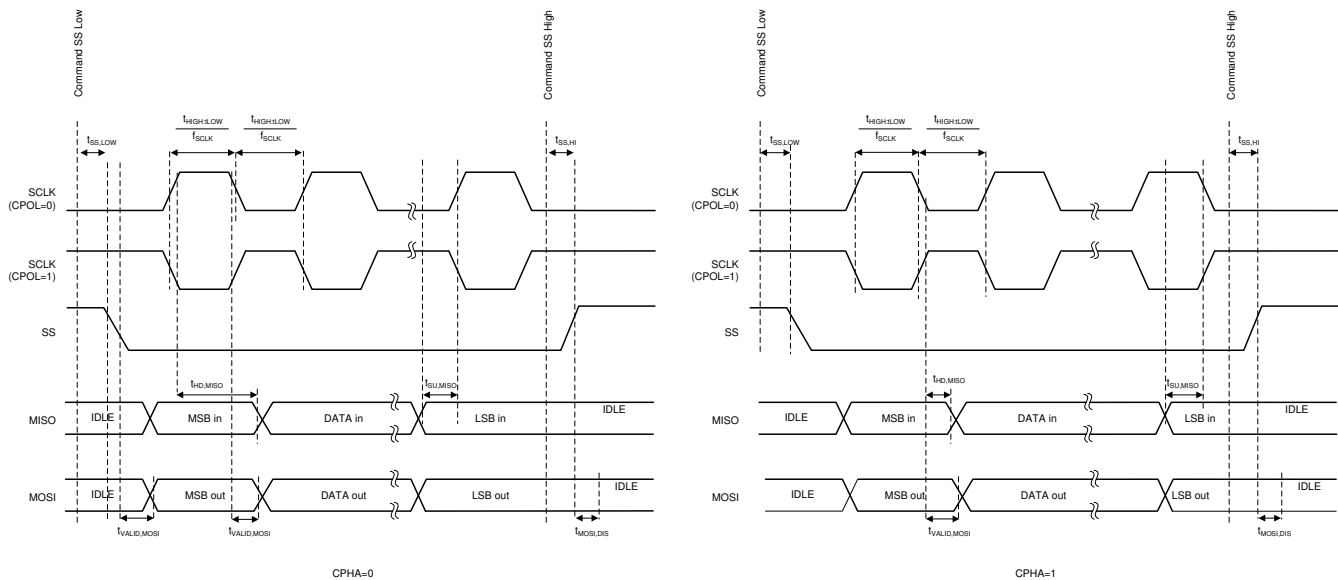 Command SS Low
Command SS High
tHIGH:tLOW
fSCLK
tHIGH:tLOW
fSCLK
tSS,LOW
tSS,HI
SCLK
(CPOL=0)
SCLK
(CPOL=1)
SS
tHD,MISO
tSU,MISO
MISO
IDLE
MSB in
DATA in
LSB in
IDLE
MOSI
IDLE
MSB out
DATA out
LSB out
IDLE
tVALID,MOSI
tVALID,MOSI
tMOSI,DIS
CPHA=0
Command SS Low
Command SS High
tHIGH:tLOW
fSCLK
tHIGH:tLOW
fSCLK
tSS,LOW
tSS,HI
SCLK
(CPOL=0)
SCLK
(CPOL=1)
SS
tHD,MISO
tSU,MISO
MISO
IDLE
MSB in
DATA in
LSB in
IDLE
MOSI
IDLE
MSB out
DATA out
LSB out
IDLE
tVALID,MOSI
tMOSI,DIS
CPHA=1